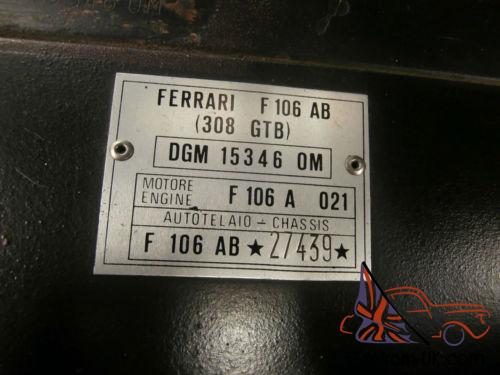 FERRARI F 106 AB
(308 GTB)
DGM 15346 OM
MOTORE
ENGINE F 106 A 021
AUTOTELAIO - CHASSIS
F 106 AB ★ 27439 ★